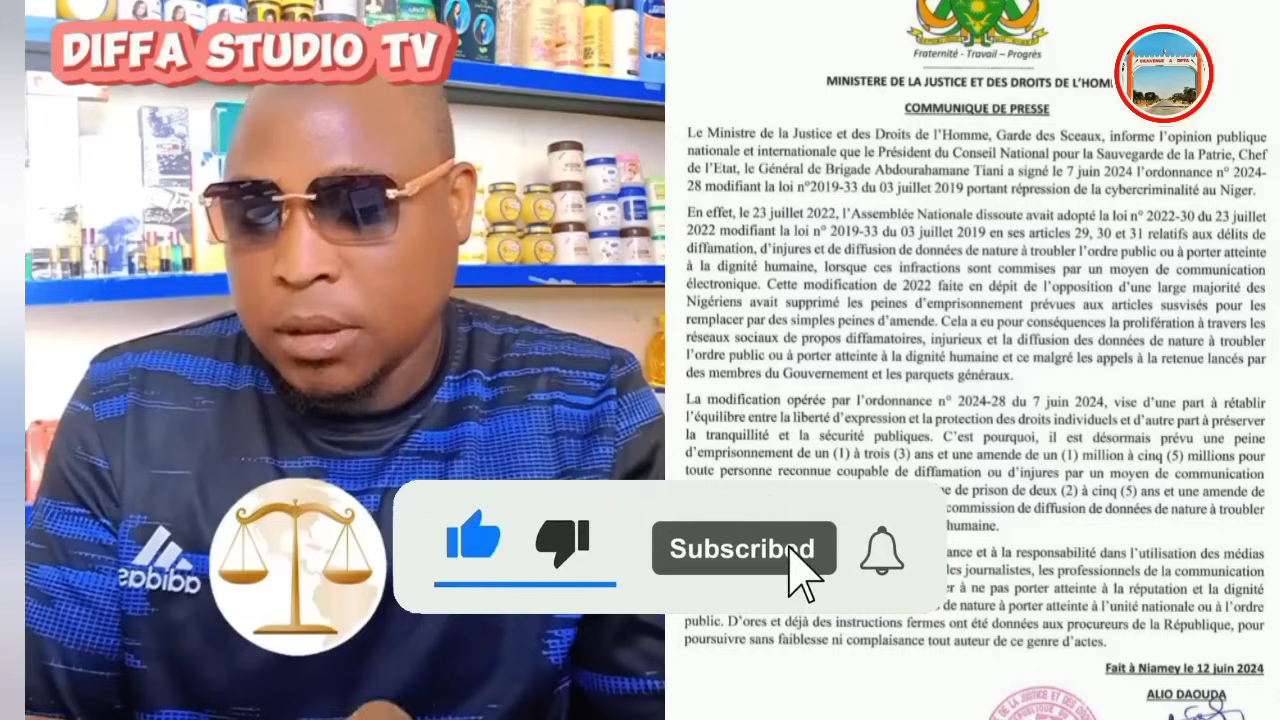 DIFFA STUDIO TV
adidas
Subscribed
Fraternité - Travail – Progrès
BIENVENUE A DIFFA
MINISTERE DE LA JUSTICE ET DES DROITS DE L'HOM
COMMUNIQUE DE PRESSE
Le Ministre de la Justice et des Droits de l'Homme, Garde des Sceaux, informe l'opinion publique
nationale et internationale que le Président du Conseil National pour la Sauvegarde de la Patrie, Chef
de l'Etat, le Général de Brigade Abdourahamane Tiani a signé le 7 juin 2024 l'ordonnance n° 2024-
28 modifiant la loi n°2019-33 du 03 juillet 2019 portant répression de la cybercriminalité au Niger.
En effet, le 23 juillet 2022, l'Assemblée Nationale dissoute avait adopté la loi n° 2022-30 du 23 juillet
2022 modifiant la loi n° 2019-33 du 03 juillet 2019 en ses articles 29, 30 et 31 relatifs aux délits de
diffamation, d'injures et de diffusion de données de nature à troubler l'ordre public ou à porter atteinte
à la dignité humaine, lorsque ces infractions sont commises par un moyen de communication
électronique. Cette modification de 2022 faite en dépit de l'opposition d'une large majorité des
Nigériens avait supprimé les peines d'emprisonnement prévues aux articles susvisés pour les
remplacer par des simples peines d'amende. Cela a eu pour conséquences la prolifération à travers les
réseaux sociaux de propos diffamatoires, injurieux et la diffusion des données de nature à troubler
l'ordre public ou à porter atteinte à la dignité humaine et ce malgré les appels à la retenue lancés par
des membres du Gouvernement et les parquets généraux.
La modification opérée par l'ordonnance n° 2024-28 du 7 juin 2024, vise d'une part à rétablir
l'équilibre entre la liberté d'expression et la protection des droits individuels et d'autre part à préserver
la tranquillité et la sécurité publiques. C'est pourquoi, il est désormais prévu une peine
d'emprisonnement de un (1) à trois (3) ans et une amende de un (1) million à cinq (5) millions pour
toute personne reconnue coupable de diffamation ou d'injures par un moyen de communication
e de prison de deux (2) à cinq (5) ans et une amende de
commission de diffusion de données de nature à troubler
humaine.
ance et à la responsabilité dans l'utilisation des médias
les journalistes, les professionnels de la communication
er à ne pas porter atteinte à la réputation et la dignité
de nature à porter atteinte à l'unité nationale ou à l'ordre
public. D'ores et déjà des instructions fermes ont été données aux procureurs de la République, pour
poursuivre sans faiblesse ni complaisance tout auteur de ce genre d'actes.
Fait à Niamey le 12 juin 2024
ALIO DAOUDA